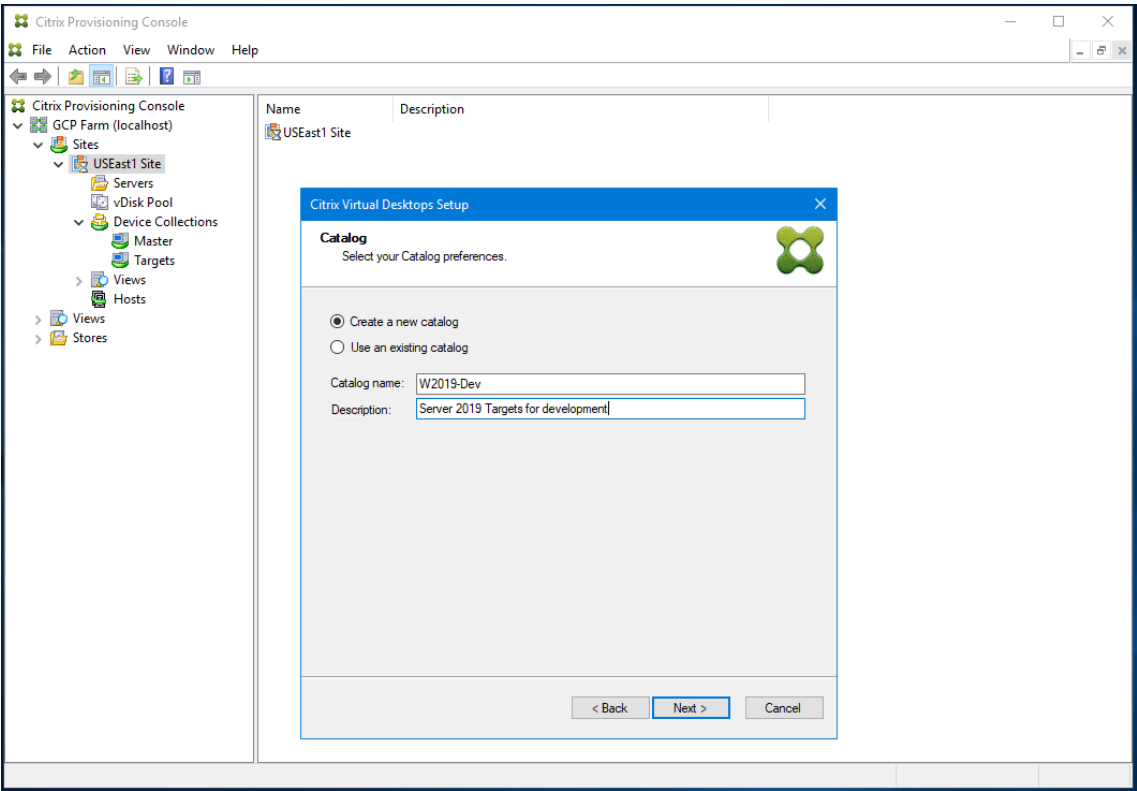 Citrix Provisioning Console
File Action View Window Help
Citrix Provisioning Console
GCP Farm (localhost)
Sites
USEast1 Site
Servers
vDisk Pool
Device Collections
Master
Targets
Views
Hosts
Views
Stores
Name Description
USEast1 Site
Citrix Virtual Desktops Setup
Catalog
Select your Catalog preferences.
Create a new catalog
Use an existing catalog
Catalog name: W2019-Dev
Description: Server 2019 Targets for development
< Back Next > Cancel